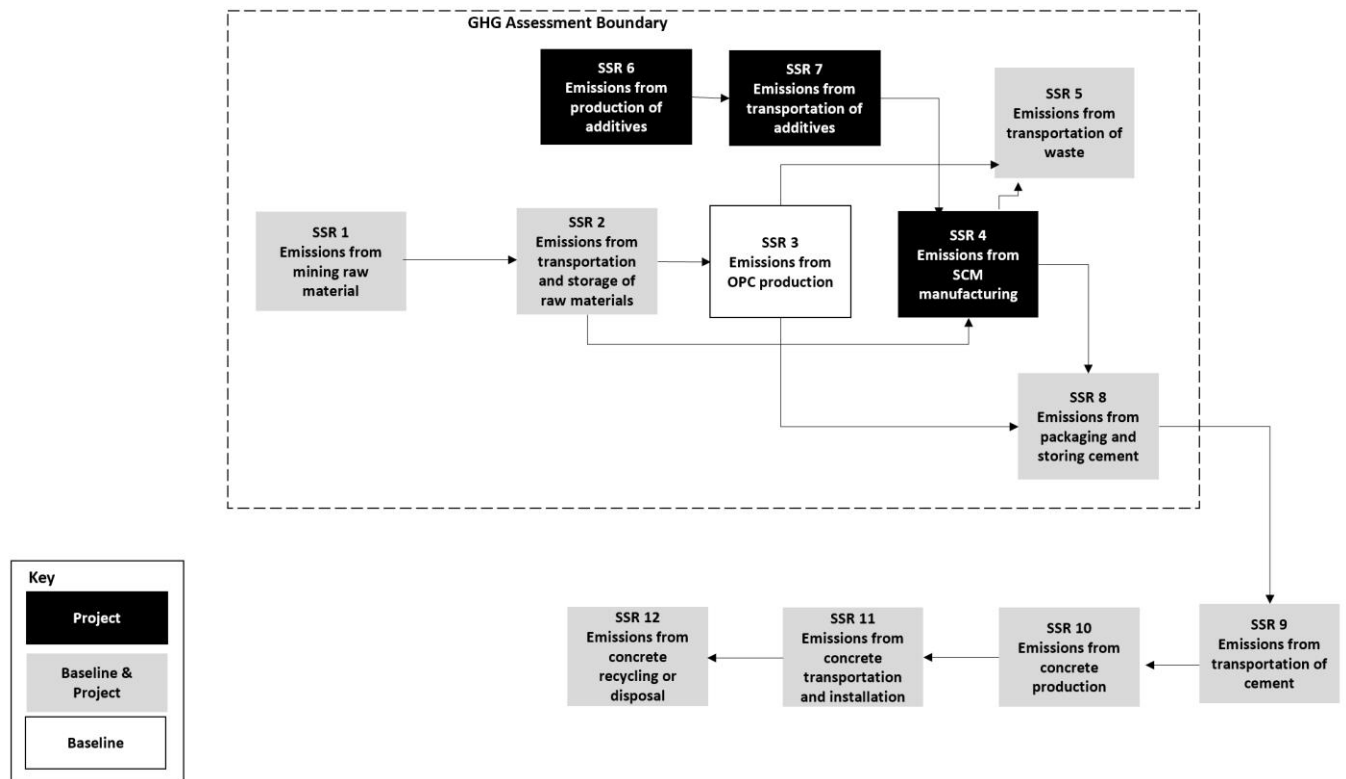 GHG Assessment Boundary
SSR 6
Emissions from
production of
additives
SSR 7
Emissions from
transportation of
additives
SSR 5
Emissions from
transportation of
waste
SSR 1
Emissions from
mining raw
material
SSR 2
Emissions from
transportation
and storage of
raw materials
SSR 3
Emissions from
OPC production
SSR 4
Emissions from
SCM
manufacturing
SSR 8
Emissions from
packaging and
storing cement
Key
Project
Baseline &
Project
Baseline
SSR 12
Emissions from
concrete
recycling or
disposal
SSR 11
Emissions from
concrete
transportation
and installation
SSR 10
Emissions from
concrete
production
SSR 9
Emissions from
transportation of
cement